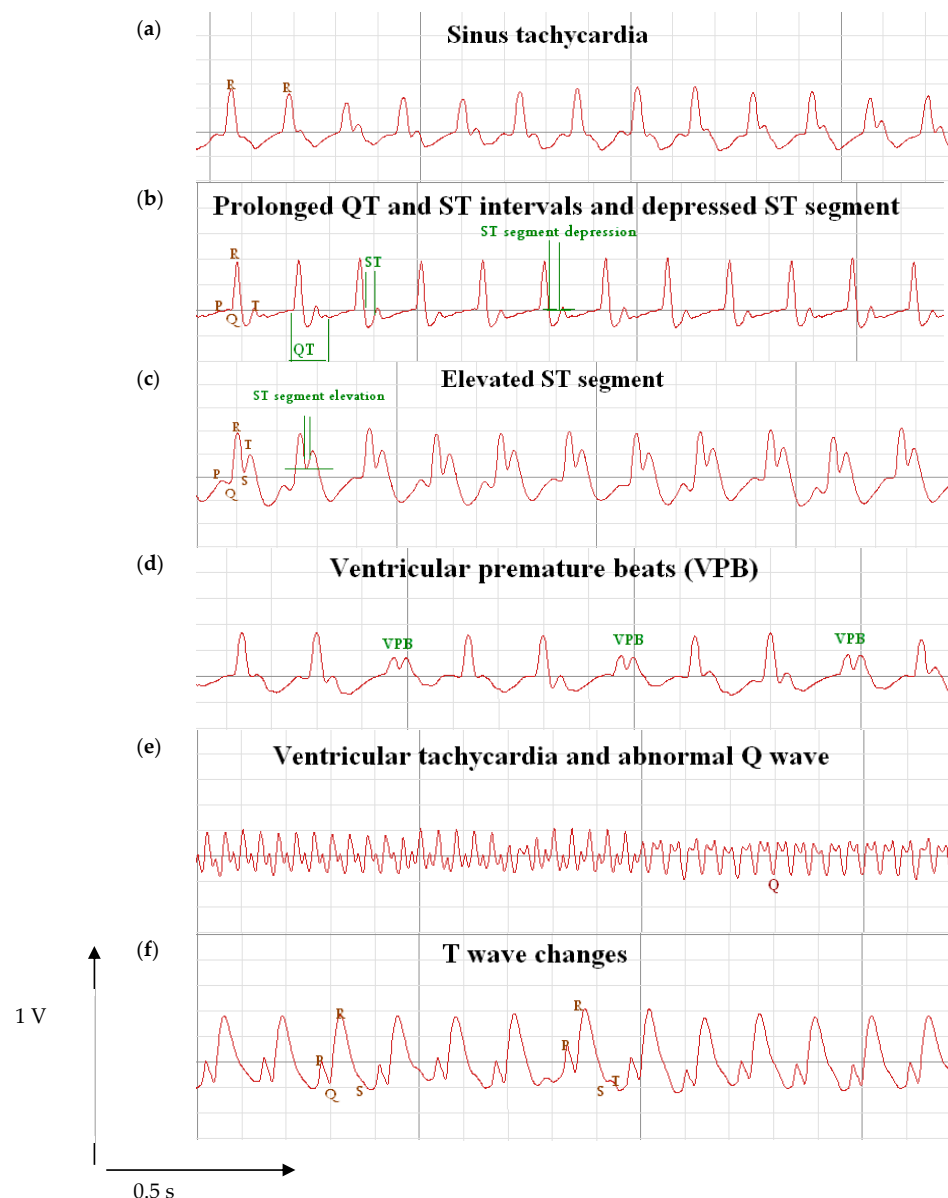 (a)
Sinus tachycardia
R R
(b)
Prolonged QT and ST intervals and depressed ST segment
ST segment depression
R
ST
P T
Q
QT
(c)
Elevated ST segment
ST segment elevation
R
T
P
S
Q
(d)
Ventricular premature beats (VPB)
VPB VPB VPB
(e)
Ventricular tachycardia and abnormal Q wave
Q
(f)
T wave changes
R R
1 V
P P
Q S S T
0.5 s